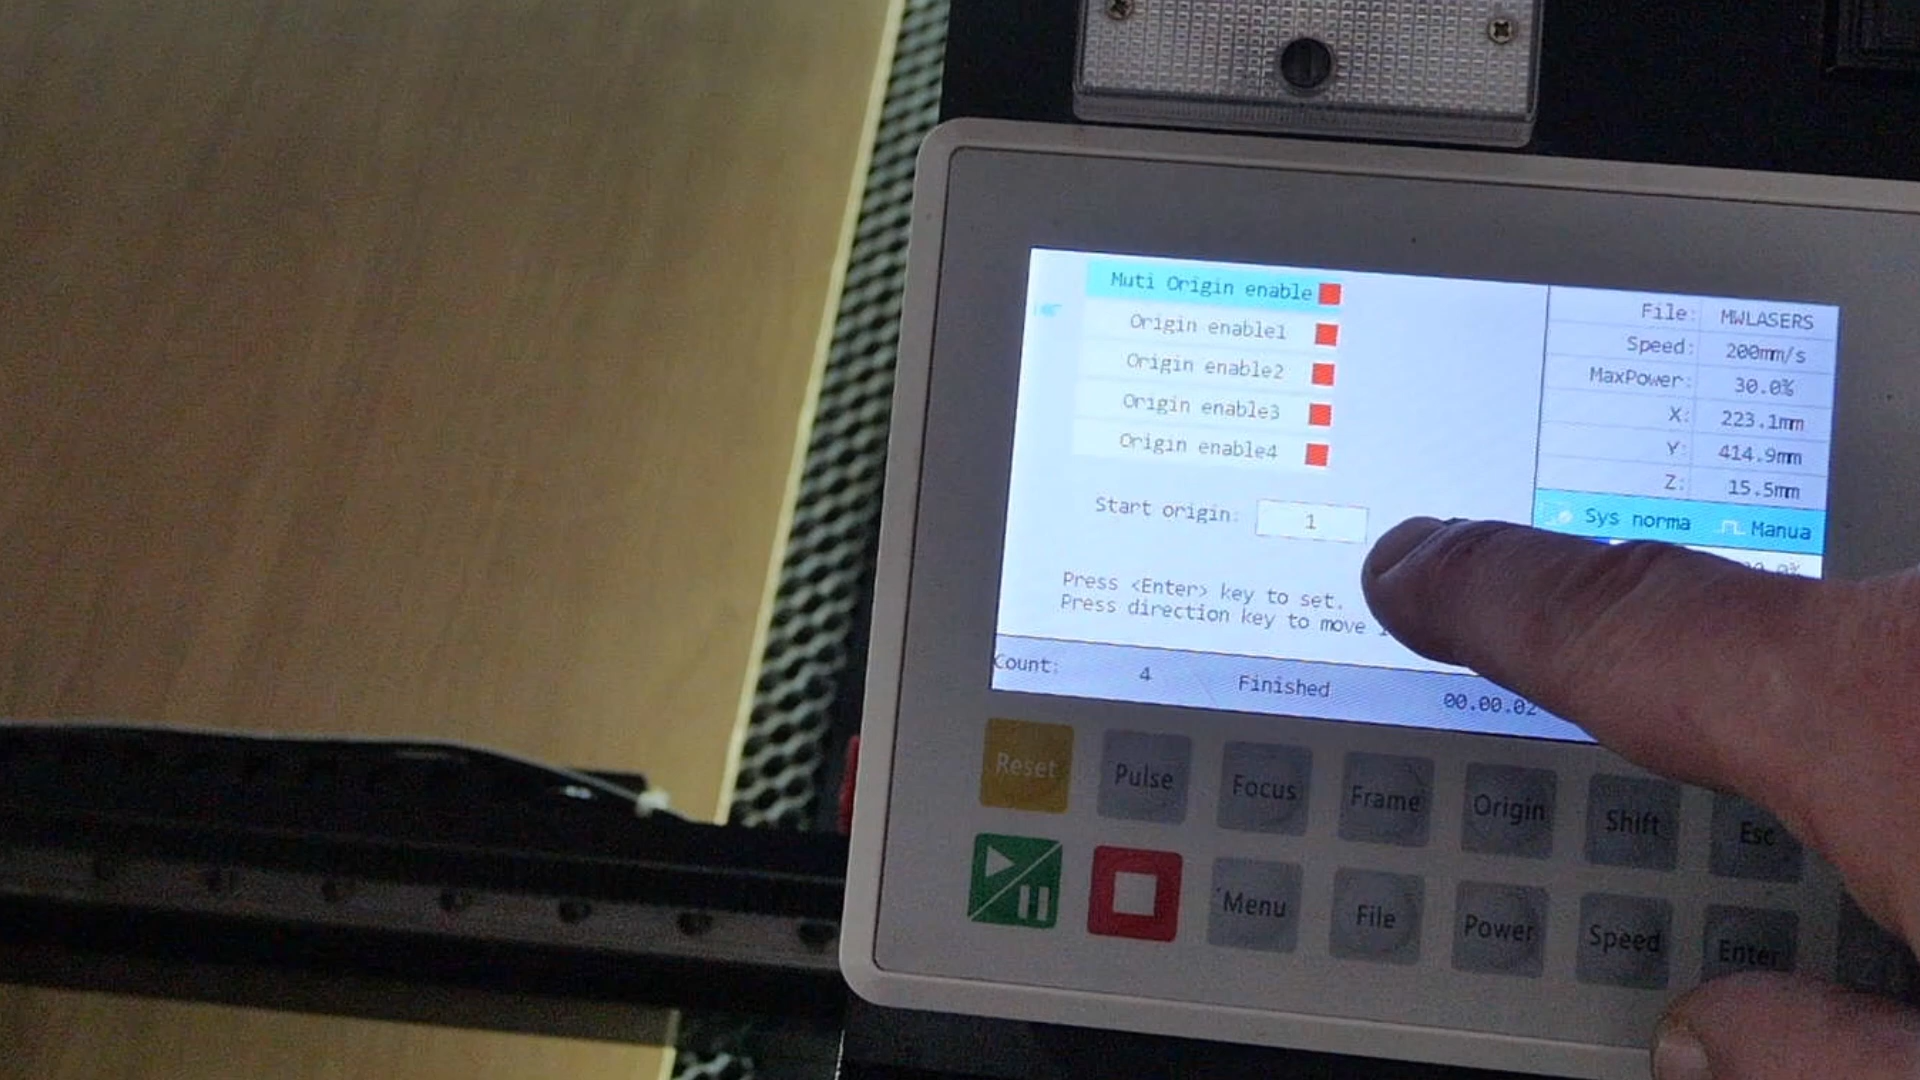 Muti Origin enable
Origin enable1
Origin enable2
Origin enable3
Origin enable4
Start origin: 1
Press <Enter> key to set.
Press direction key to move
File: MWLASERS
Speed: 200mm/s
MaxPower: 30.0%
X: 223.1mm
Y: 414.9mm
Z: 15.5mm
Sys norma Manua
Count: 4 Finished 00.00.02
Reset Pulse Focus Frame Origin Shift Esc
Menu File Power Speed Enter